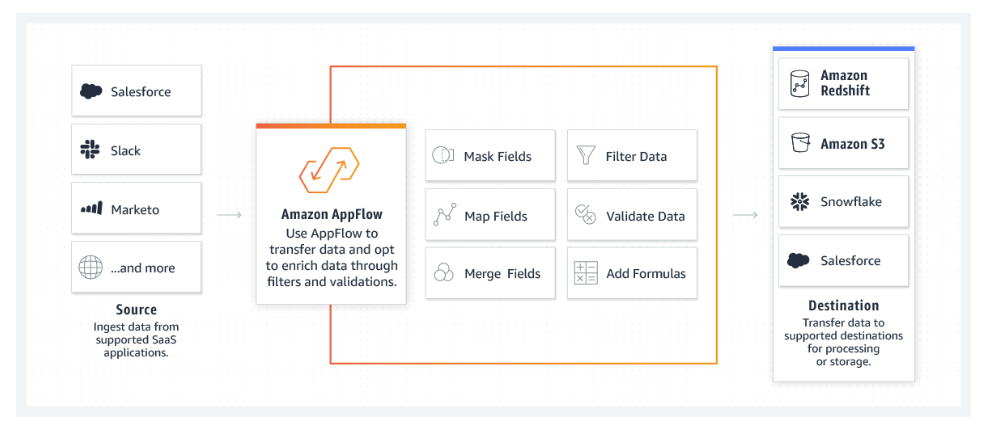 Salesforce
Slack
Marketo
...and more
Source
Ingest data from
supported SaaS
applications.
Amazon AppFlow
Use AppFlow to
transfer data and opt
to enrich data through
filters and validations.
Mask Fields
Filter Data
Map Fields
Validate Data
Merge Fields
Add Formulas
Amazon
Redshift
Amazon S3
Snowflake
Salesforce
Destination
Transfer data to
supported destinations
for processing
or storage.